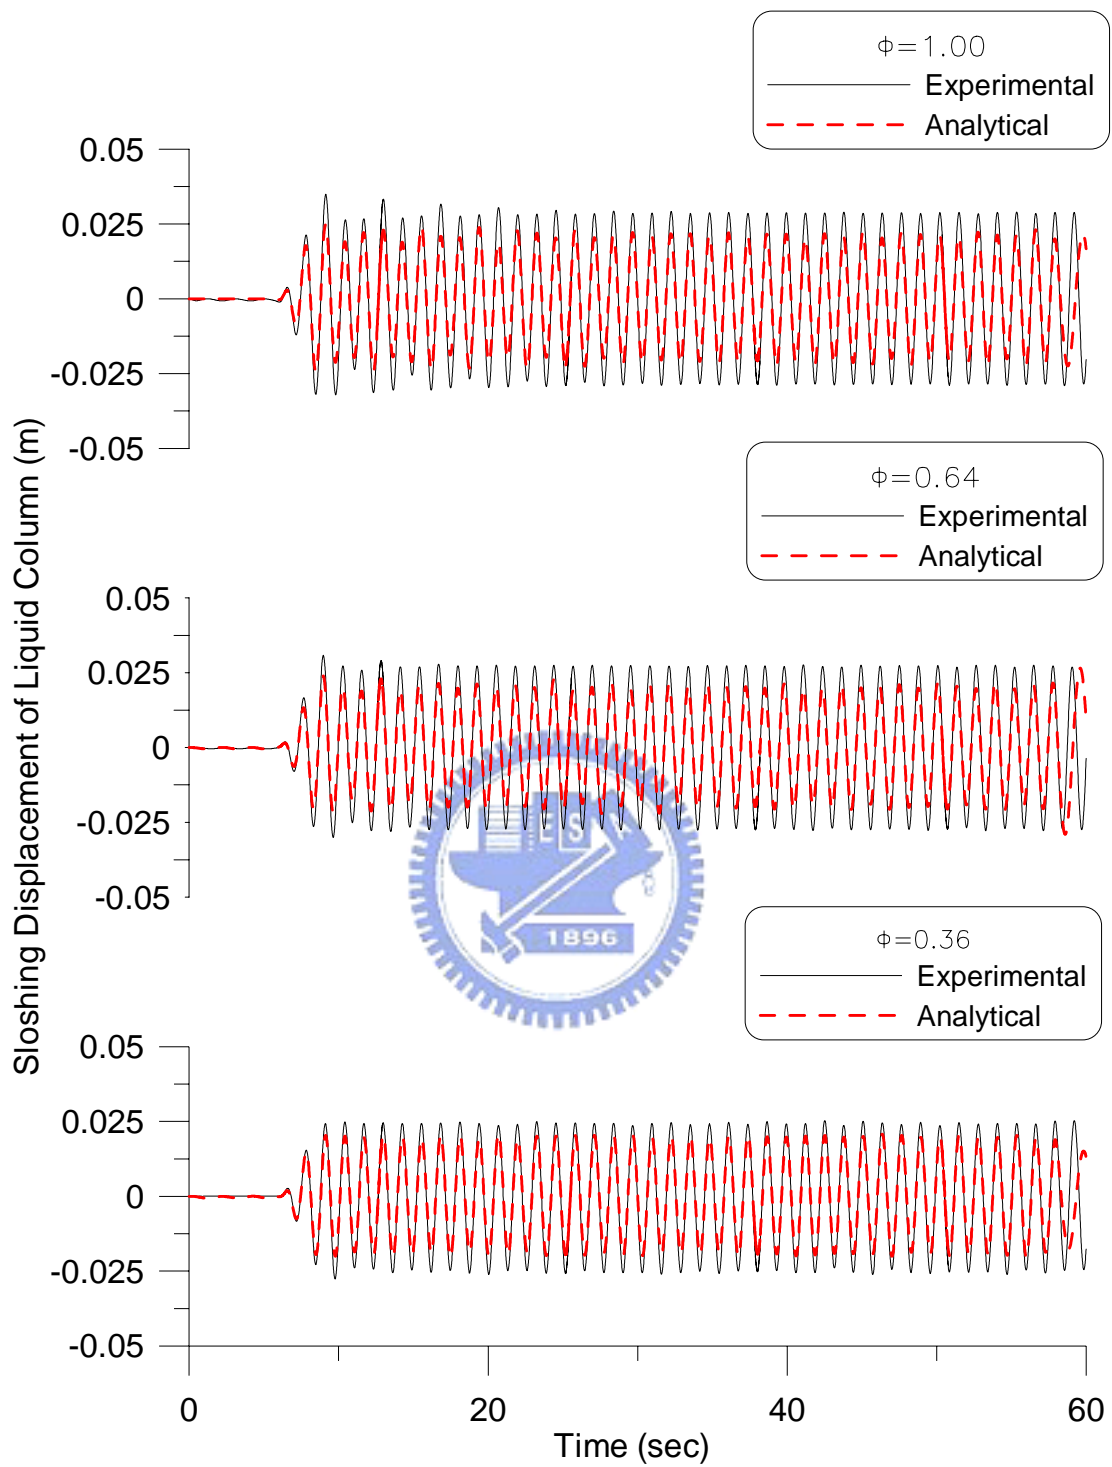 ϕ=1.00
Experimental
Analytical
0.05
0.025
0
-0.025
-0.05
ϕ=0.64
Experimental
Analytical
0.05
0.025
0
-0.025
-0.05
ES
1896
ϕ=0.36
Experimental
Analytical
0.05
0.025
0
-0.025
-0.05
0 20 40 60
Time (sec)
Sloshing Displacement of Liquid Column (m)